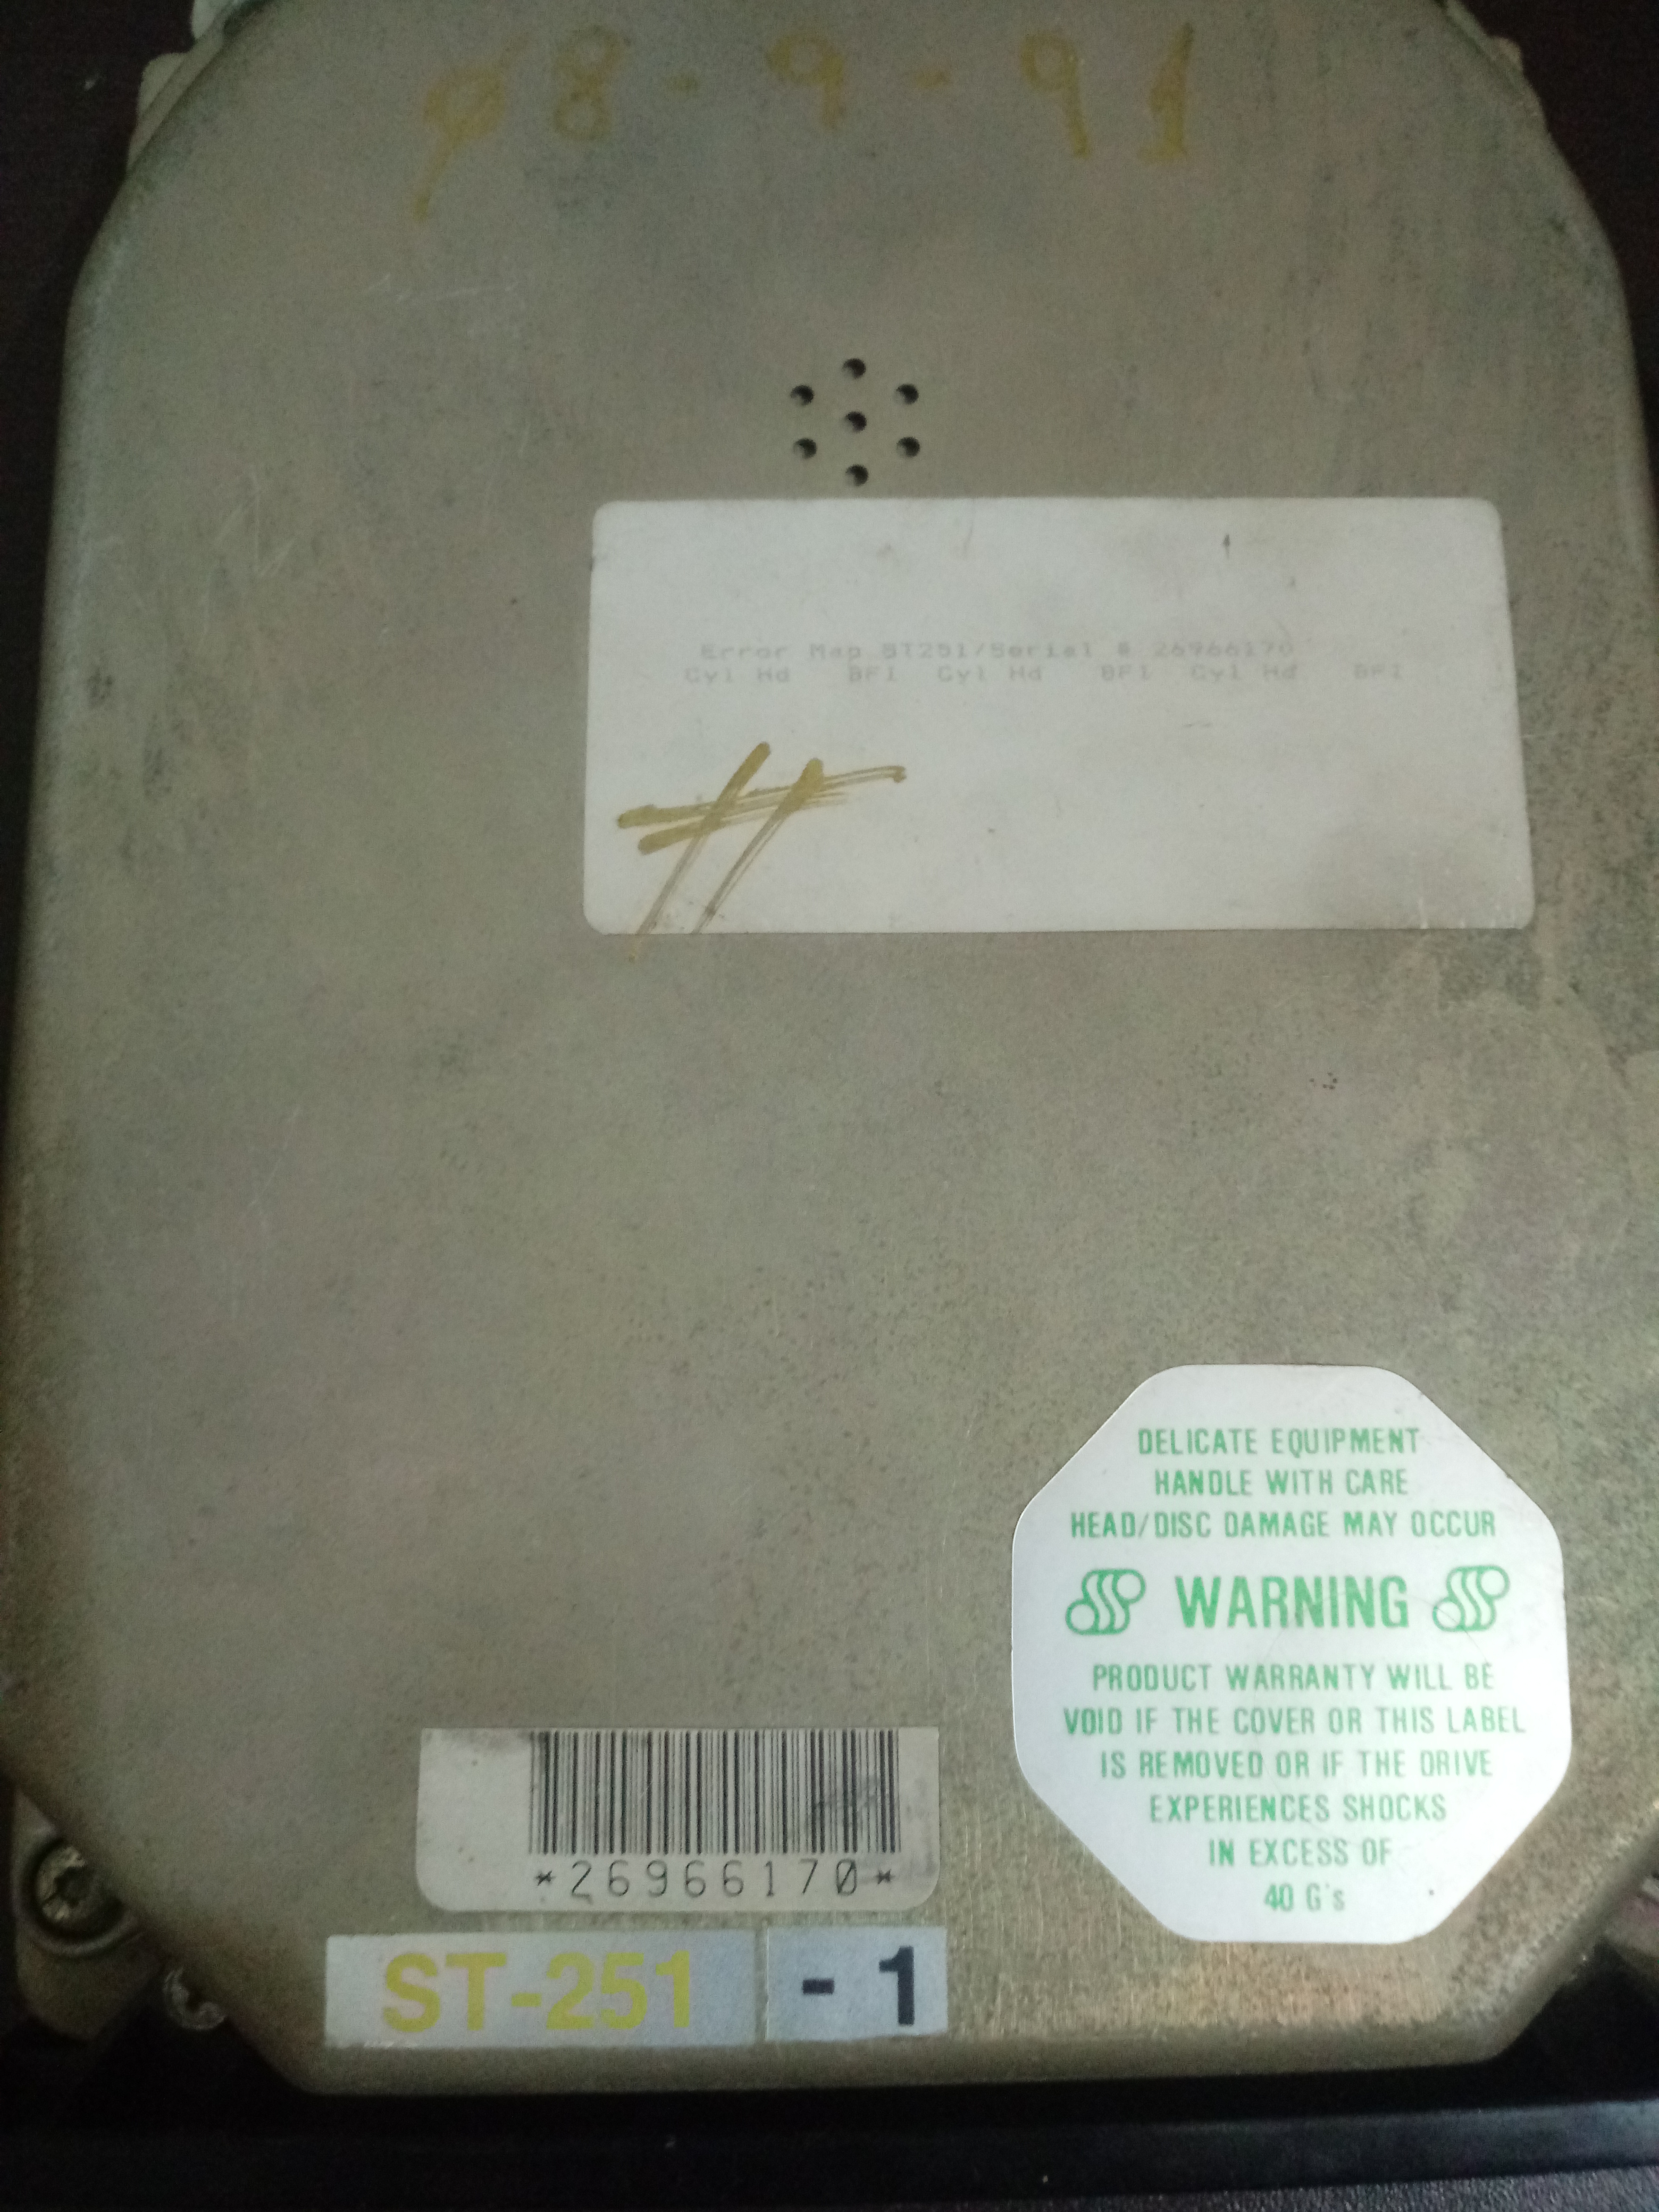 08-9-91
Error Map ST251/Serial # 26966170
Cyl Hd BFI Cyl Hd BFI Cyl Hd BFI
DELICATE EQUIPMENT
HANDLE WITH CARE
HEAD/DISC DAMAGE MAY OCCUR
WARNING
PRODUCT WARRANTY WILL BE
VOID IF THE COVER OR THIS LABEL
IS REMOVED OR IF THE DRIVE
EXPERIENCES SHOCKS
IN EXCESS OF
40 G's
*26966170*
ST-251 -1